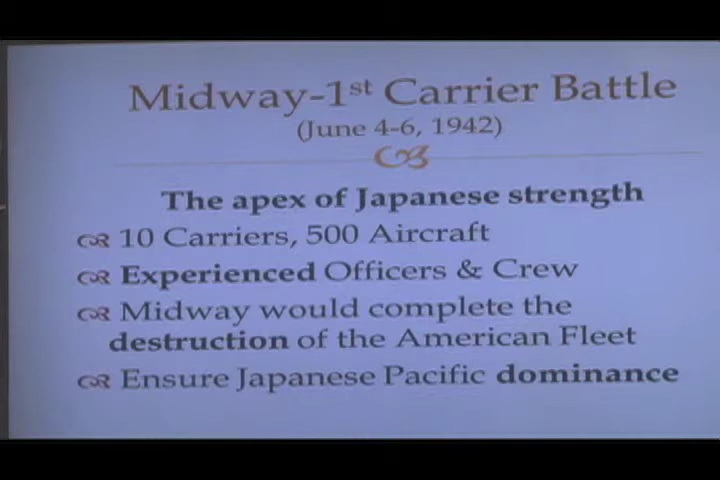 Midway-1st Carrier Battle
(June 4-6, 1942)
The apex of Japanese strength
10 Carriers, 500 Aircraft
Experienced Officers & Crew
Midway would complete the
destruction of the American Fleet
Ensure Japanese Pacific dominance